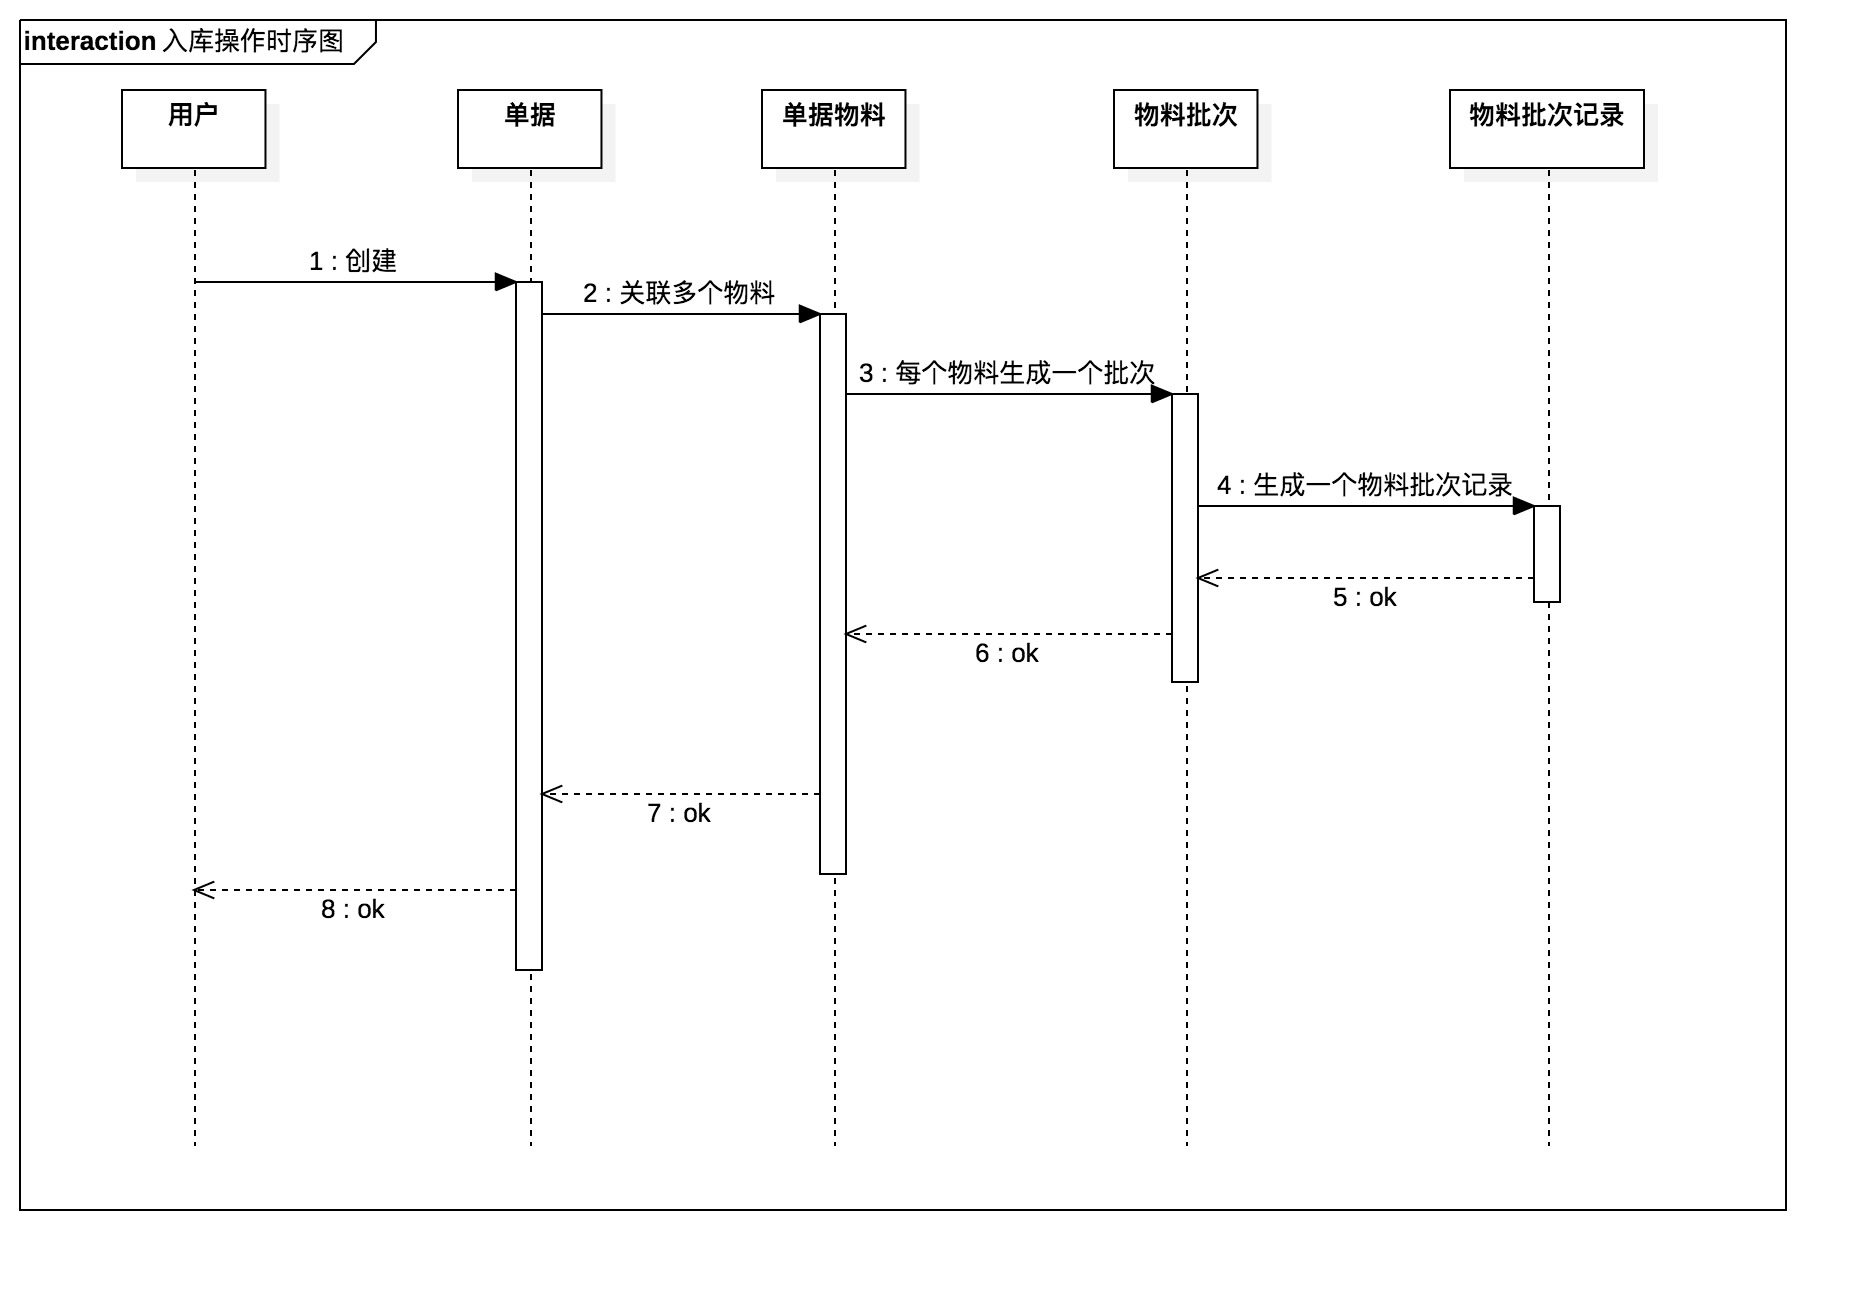 interaction 入库操作时序图
用户
单据
单据物料
物料批次
物料批次记录
1 : 创建
2 : 关联多个物料
3 : 每个物料生成一个批次
4 : 生成一个物料批次记录
5 : ok
6 : ok
7 : ok
8 : ok